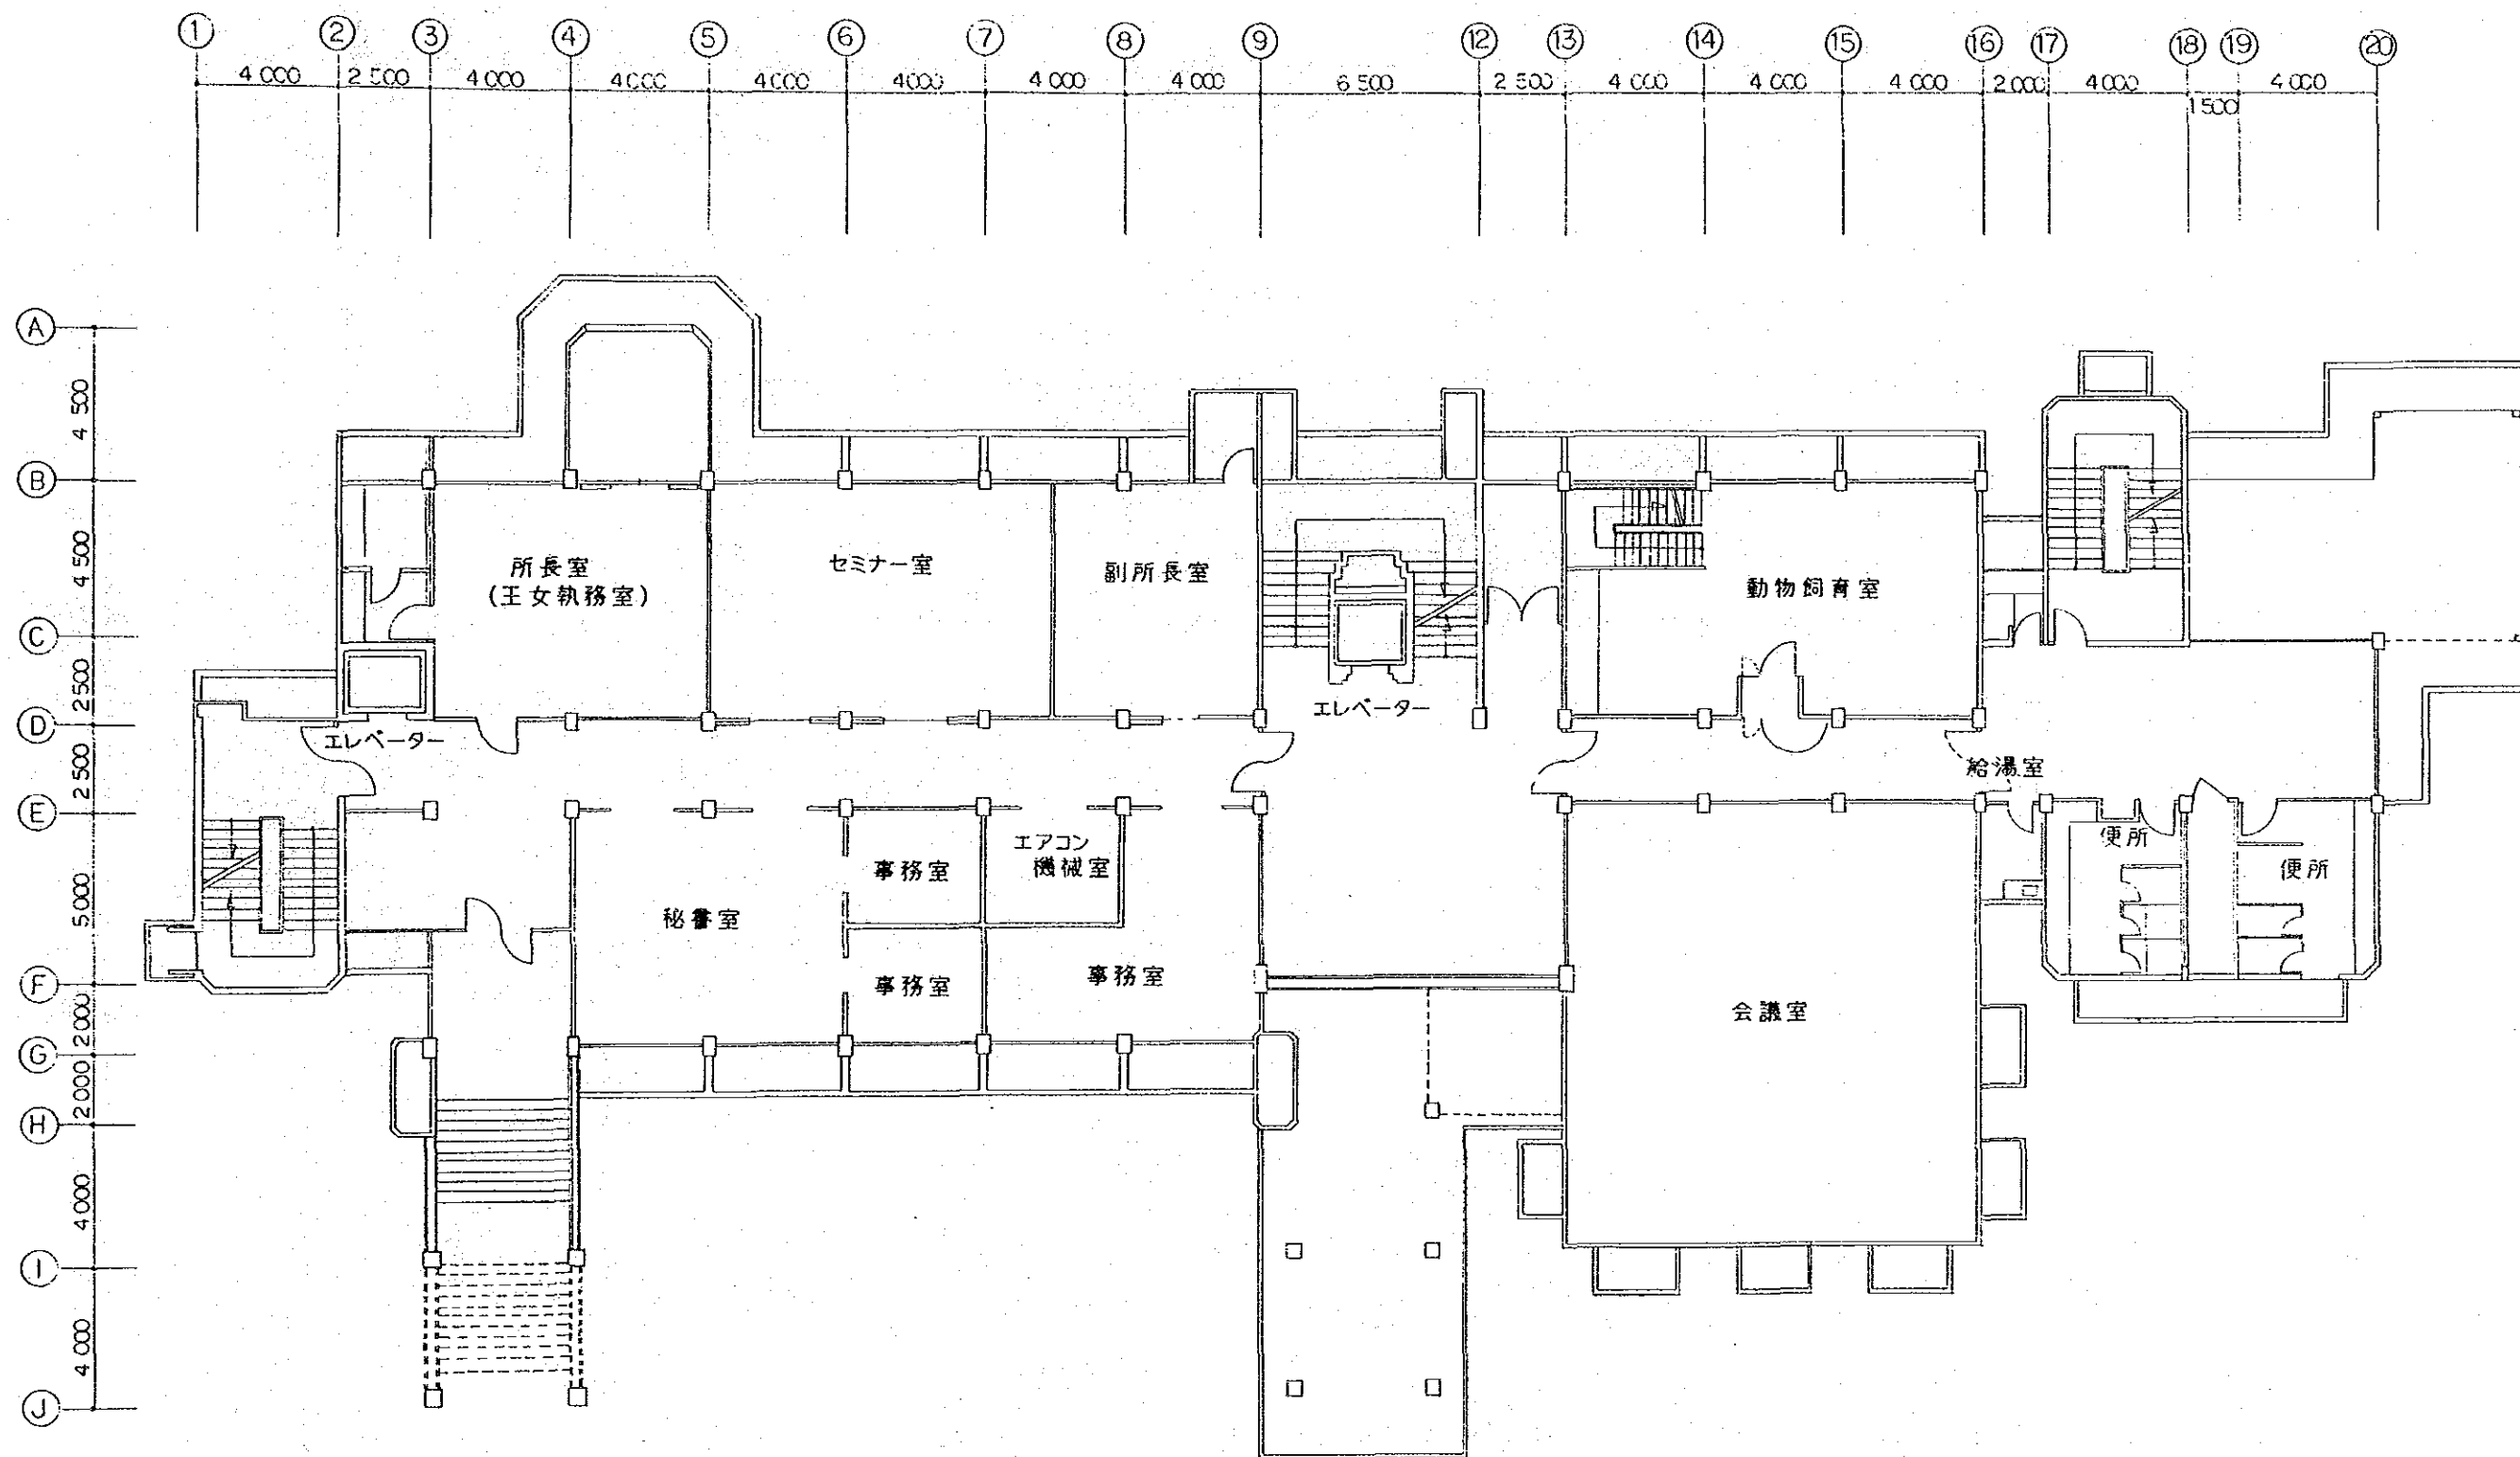 1 2 3 4 5 6 7 8 9 12 13 14 15 16 17 18 19 20
4 000 2 500 4 000 4 000 4 000 4 000 4 000 4 000 6 500 2 500 4 000 4 000 4 000 2 000 4 000 1 500 4 000
A
4 500
B
4 500
C
2 500
D
2 500
E
5 000
F
2 000
G
2 000
H
4 000
I
4 000
J
所長室
(王女執務室)
セミナー室
副所長室
エレベーター
動物飼育室
エレベーター
給湯室
事務室
エアコン
機械室
便所
便所
秘書室
事務室
事務室
会議室